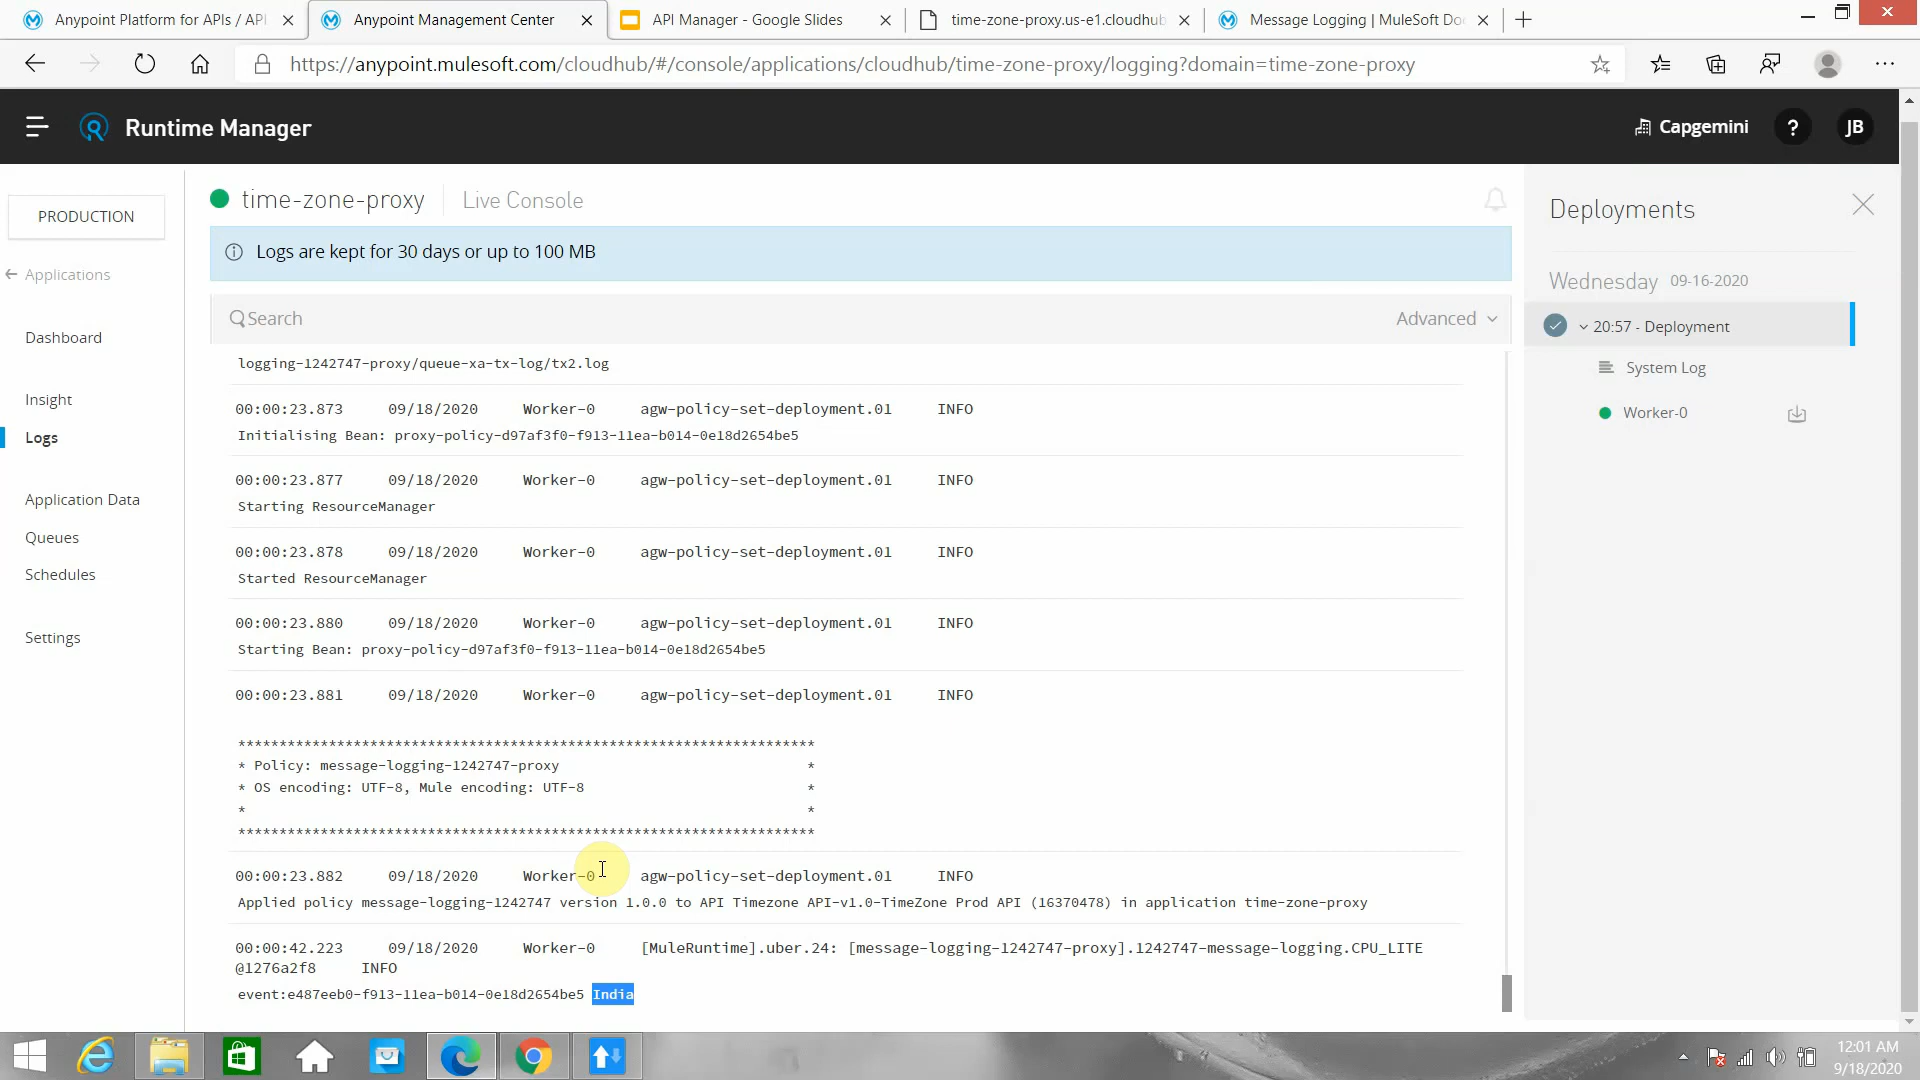 Anypoint Platform for APIs / API
Anypoint Management Center
API Manager - Google Slides
time-zone-proxy.us-e1.cloudhub
Message Logging | MuleSoft Do
https://anypoint.mulesoft.com/cloudhub/#/console/applications/cloudhub/time-zone-proxy/logging?domain=time-zone-proxy
Runtime Manager
Capgemini
?
JB
PRODUCTION
Applications
Dashboard
Insight
Logs
Application Data
Queues
Schedules
Settings
time-zone-proxy
Live Console
Logs are kept for 30 days or up to 100 MB
Search
Advanced
logging-1242747-proxy/queue-xa-tx-log/tx2.log
00:00:23.873 09/18/2020 Worker-0 agw-policy-set-deployment.01 INFO
Initialising Bean: proxy-policy-d97af3f0-f913-11ea-b014-0e18d2654be5
00:00:23.877 09/18/2020 Worker-0 agw-policy-set-deployment.01 INFO
Starting ResourceManager
00:00:23.878 09/18/2020 Worker-0 agw-policy-set-deployment.01 INFO
Started ResourceManager
00:00:23.880 09/18/2020 Worker-0 agw-policy-set-deployment.01 INFO
Starting Bean: proxy-policy-d97af3f0-f913-11ea-b014-0e18d2654be5
00:00:23.881 09/18/2020 Worker-0 agw-policy-set-deployment.01 INFO
**********************************************************************
* Policy: message-logging-1242747-proxy *
* OS encoding: UTF-8, Mule encoding: UTF-8 *
* *
**********************************************************************
00:00:23.882 09/18/2020 Worker-0 agw-policy-set-deployment.01 INFO
Applied policy message-logging-1242747 version 1.0.0 to API Timezone API-v1.0-TimeZone Prod API (16370478) in application time-zone-proxy
00:00:42.223 09/18/2020 Worker-0 [MuleRuntime].uber.24: [message-logging-1242747-proxy].1242747-message-logging.CPU_LITE
@1276a2f8 INFO
event:e487eeb0-f913-11ea-b014-0e18d2654be5 India
Deployments
Wednesday 09-16-2020
20:57 - Deployment
System Log
Worker-0
12:01 AM
9/18/2020